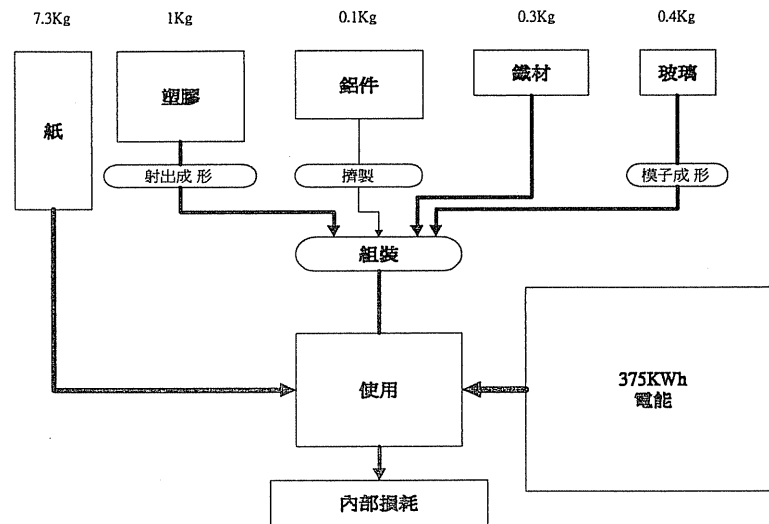 7.3Kg
1Kg
0.1Kg
0.3Kg
0.4Kg
紙
塑膠
鋁件
鐵材
玻璃
射出成 形
擠製
模子成 形
組裝
使用
375KWh
電能
內部損耗